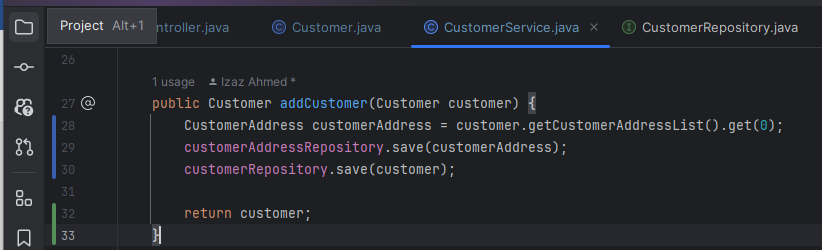 Project Alt+1 ntroller.java Customer.java CustomerService.java CustomerRepository.java
26
1 usage Izaz Ahmed *
27 @ public Customer addCustomer(Customer customer) {
28 CustomerAddress customerAddress = customer.getCustomerAddressList().get(0);
29 customerAddressRepository.save(customerAddress);
30 customerRepository.save(customer);
31
32 return customer;
33 }